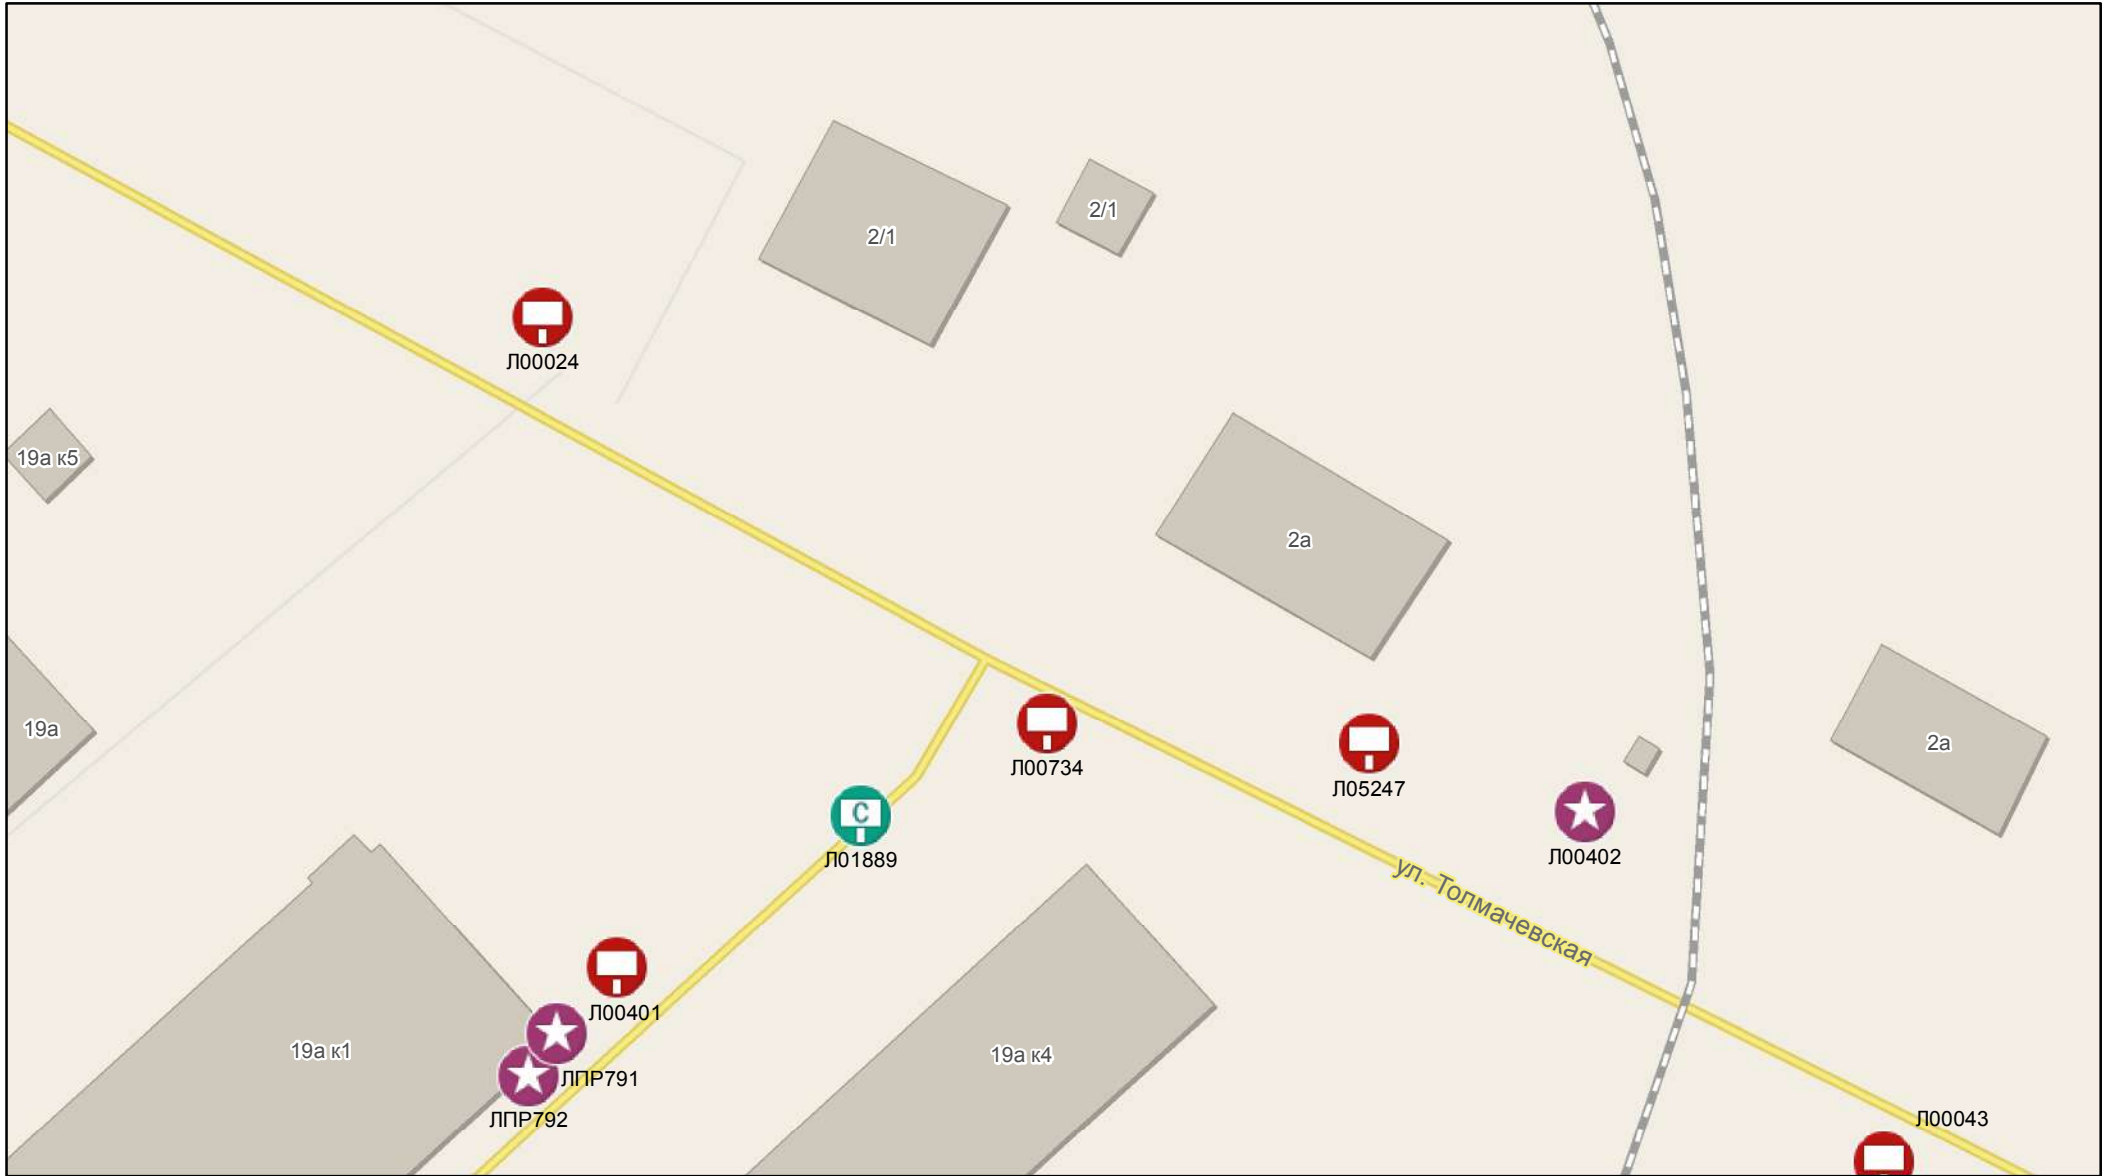 2/1
2/1
Л00024
19а к5
2а
19а
Л00734
Л05247
2а
С
Л01889
Л00402
ул. Толмачевская
Л00401
19а к1
19а к4
ЛПР791
ЛПР792
Л00043